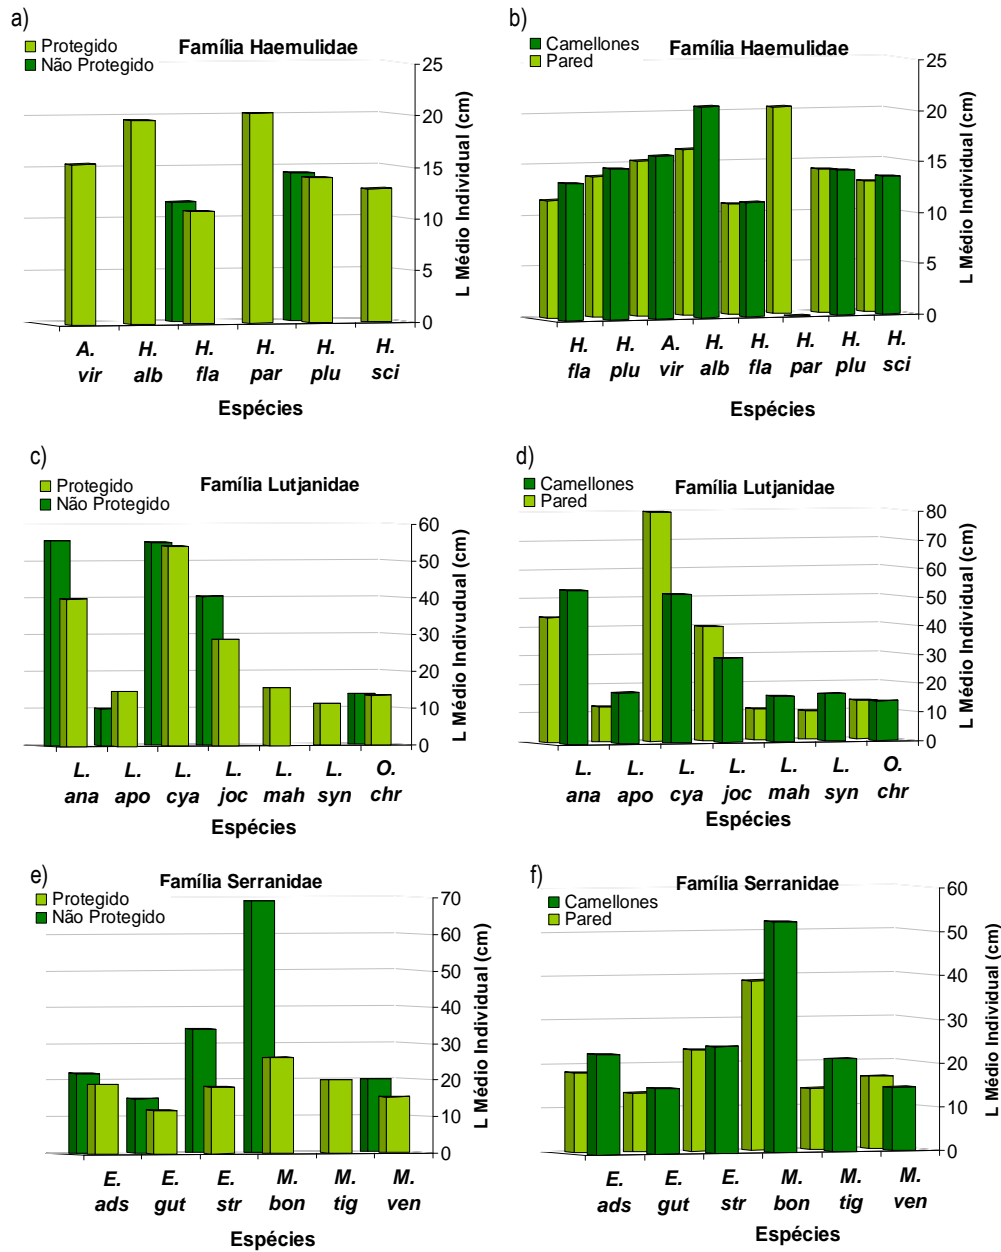 a)
Família Haemulidae
Protegido
Não Protegido
25
20
15
10
5
0
L Médio Individual (cm)
A. vir
H. alb
H. fla
H. par
H. plu
H. sci
Espécies
b)
Família Haemulidae
Camellones
Pared
25
20
15
10
5
0
L Médio Individual (cm)
H. fla
H. plu
A. vir
H. alb
H. fla
H. par
H. plu
H. sci
Espécies
c)
Família Lutjanidae
Protegido
Não Protegido
60
50
40
30
20
10
0
L Médio Indivudual (cm)
L. ana
L. apo
L. cya
L. joc
L. mah
L. syn
O. chr
Espécies
d)
Família Lutjanidae
Camellones
Pared
80
70
60
50
40
30
20
10
0
L Médio Individual (cm)
L. ana
L. apo
L. cya
L. joc
L. mah
L. syn
O. chr
Espécies
e)
Família Serranidae
Protegido
Não Protegido
70
60
50
40
30
20
10
0
L Médio Individual (cm)
E. ads
E. gut
E. str
M. bon
M. tig
M. ven
Espécies
f)
Família Serranidae
Camellones
Pared
60
50
40
30
20
10
0
L Médio Individual (cm)
E. ads
E. gut
E. str
M. bon
M. tig
M. ven
Espécies